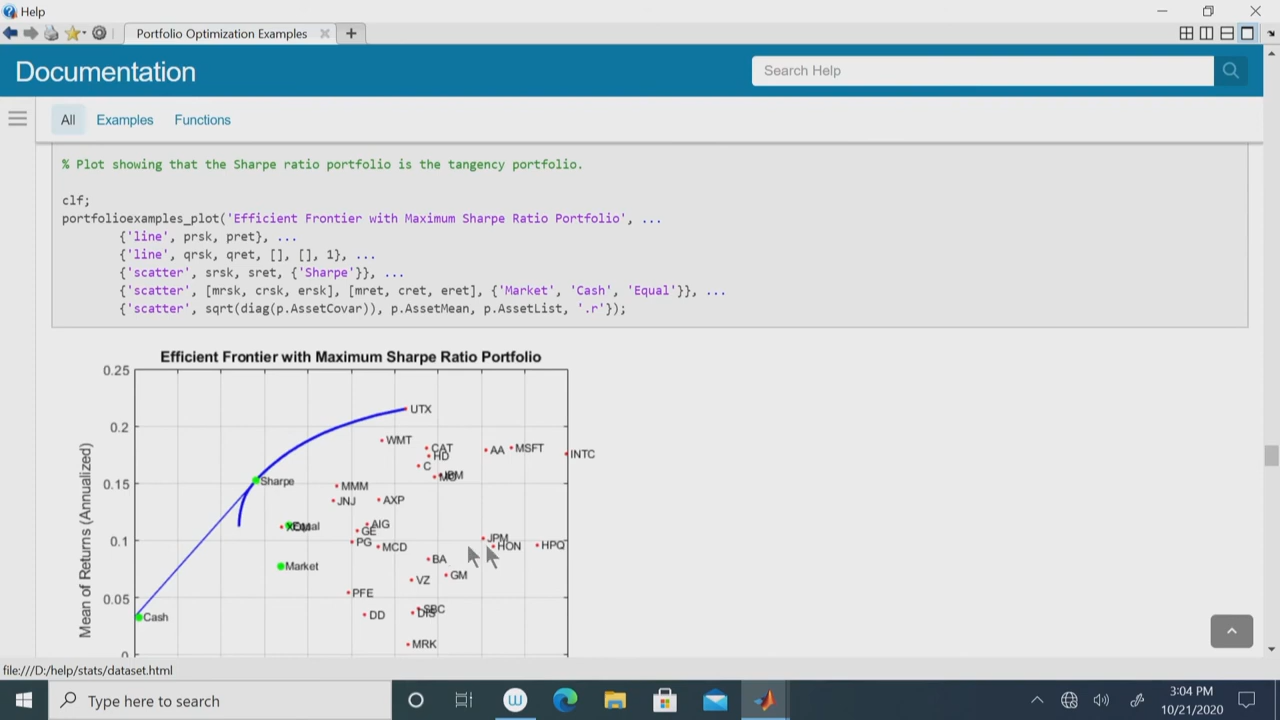 Help
Portfolio Optimization Examples
Documentation
Search Help
All Examples Functions
% Plot showing that the Sharpe ratio portfolio is the tangency portfolio.
clf;
portfolioexamples_plot('Efficient Frontier with Maximum Sharpe Ratio Portfolio', ...
{'line', prsk, pret}, ...
{'line', qrsk, qret, [], [], 1}, ...
{'scatter', srsk, sret, {'Sharpe'}}, ...
{'scatter', [mrsk, crsk, ersk], [mret, cret, eret], {'Market', 'Cash', 'Equal'}}, ...
{'scatter', sqrt(diag(p.AssetCovar)), p.AssetMean, p.AssetList, '.r'});
Efficient Frontier with Maximum Sharpe Ratio Portfolio
0.25
UTX
0.2
WMT
CAT
AA
MSFT
HD
INTC
C
Sharpe
0.15
MMM
JNJ
AXP
AIG
GE
JPM
PG
0.1
MCD
HON
HPQ
BA
Market
GM
VZ
PFE
0.05
SBC
DIS
DD
Cash
MRK
0
Mean of Returns (Annualized)
file:///D:/help/stats/dataset.html
Type here to search
3:04 PM
10/21/2020